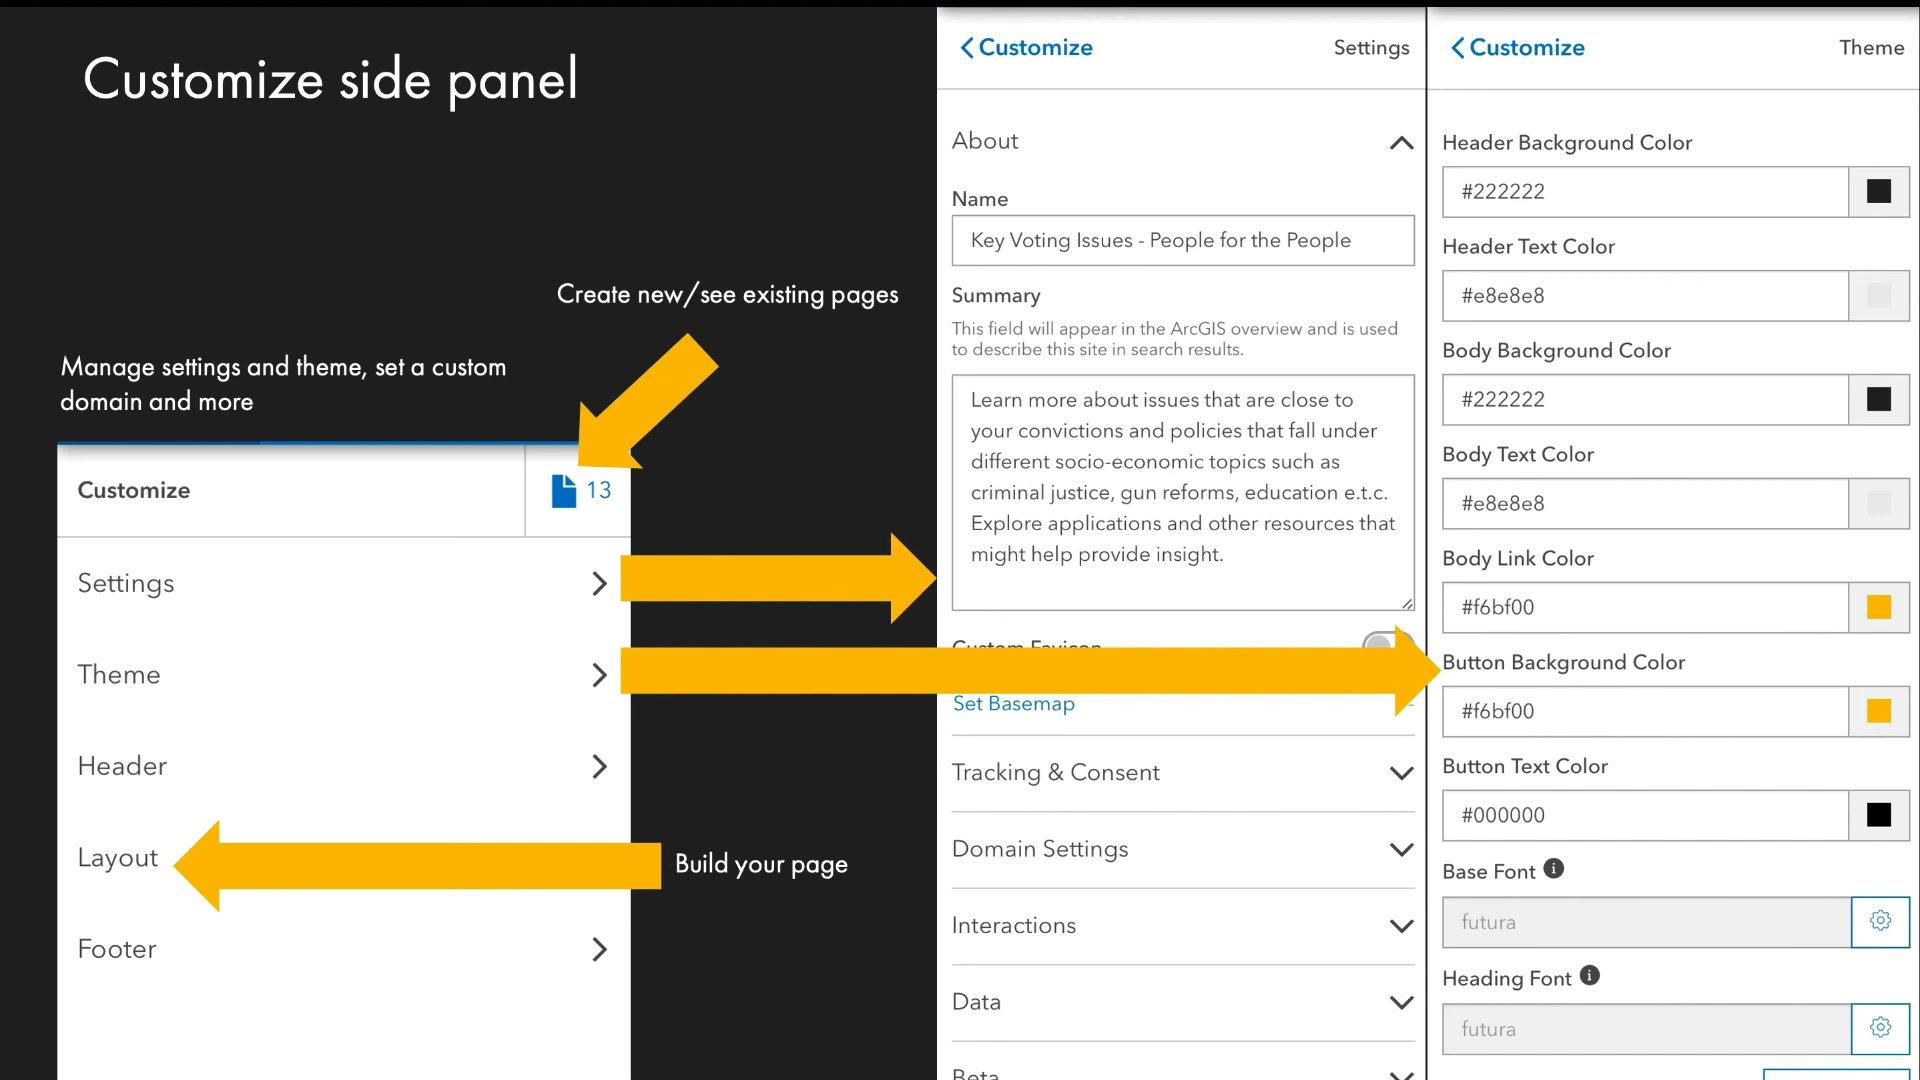 Customize side panel
Create new/see existing pages
Manage settings and theme, set a custom
domain and more
Customize
13
Settings
Theme
Header
Layout
Build your page
Footer
Customize
Settings
About
Name
Key Voting Issues - People for the People
Summary
This field will appear in the ArcGIS overview and is used
to describe this site in search results.
Learn more about issues that are close to
your convictions and policies that fall under
different socio-economic topics such as
criminal justice, gun reforms, education e.t.c.
Explore applications and other resources that
might help provide insight.
Custom Favicon
Set Basemap
Tracking & Consent
Domain Settings
Interactions
Data
Beta
Customize
Theme
Header Background Color
#222222
Header Text Color
#e8e8e8
Body Background Color
#222222
Body Text Color
#e8e8e8
Body Link Color
#f6bf00
Button Background Color
#f6bf00
Button Text Color
#000000
Base Font
futura
Heading Font
futura